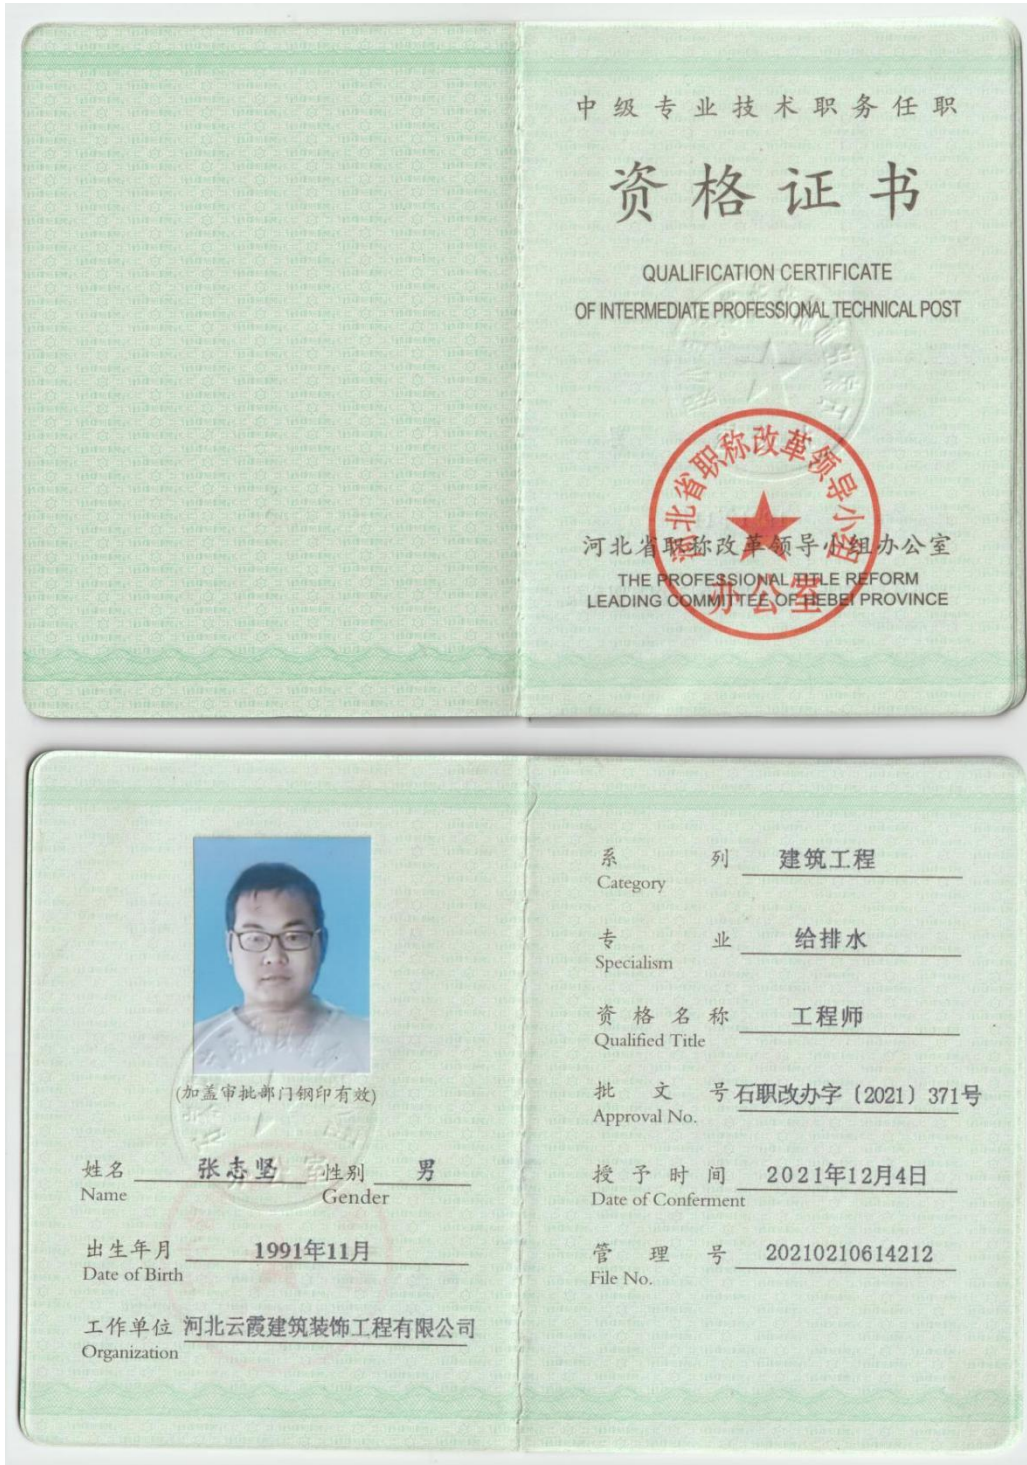 中级专业技术职务任职
资格证书
QUALIFICATION CERTIFICATE
OF INTERMEDIATE PROFESSIONAL TECHNICAL POST
河北省职称改革领导小组
办公室
河北省职称改革领导小组办公室
THE PROFESSIONAL TITLE REFORM
LEADING COMMITTEE OF HEBEI PROVINCE
(加盖审批部门钢印有效)
姓名 张志坚 性别 男
Name Gender
出生年月 1991年11月
Date of Birth
工作单位 河北云霞建筑装饰工程有限公司
Organization
系列 建筑工程
Category
专业 给排水
Specialism
资格名称 工程师
Qualified Title
批文号 石职改办字〔2021〕371号
Approval No.
授予时间 2021年12月4日
Date of Conferment
管理号 20210210614212
File No.